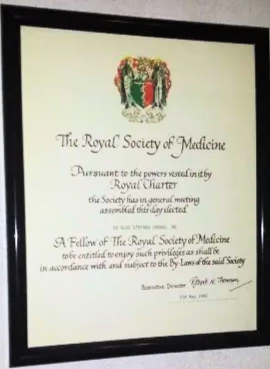 The Royal Society of Medicine
Pursuant to the powers vested in it by
Royal Charter
the Society has in general meeting
assembled this day elected
A Fellow of The Royal Society of Medicine
to be entitled to enjoy such privileges as shall be
in accordance with and subject to the By-Laws of the said Society
Executive Director